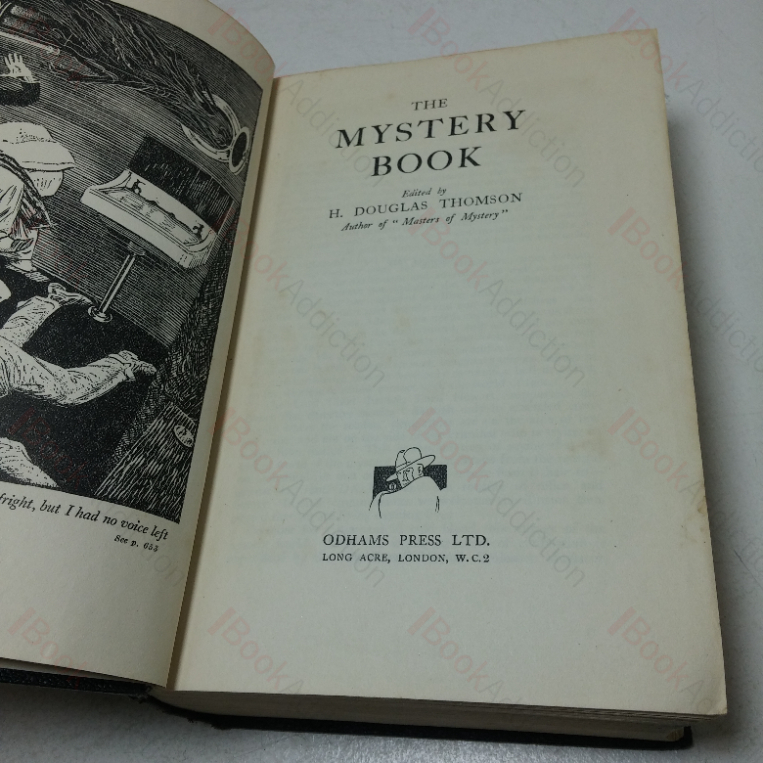 fright, but I had no voice left
See p. 653
THE
MYSTERY
BOOK
Edited by
H. DOUGLAS THOMSON
Author of "Masters of Mystery"
ODHAMS PRESS LTD.
LONG ACRE, LONDON, W.C.2
BookAddiction